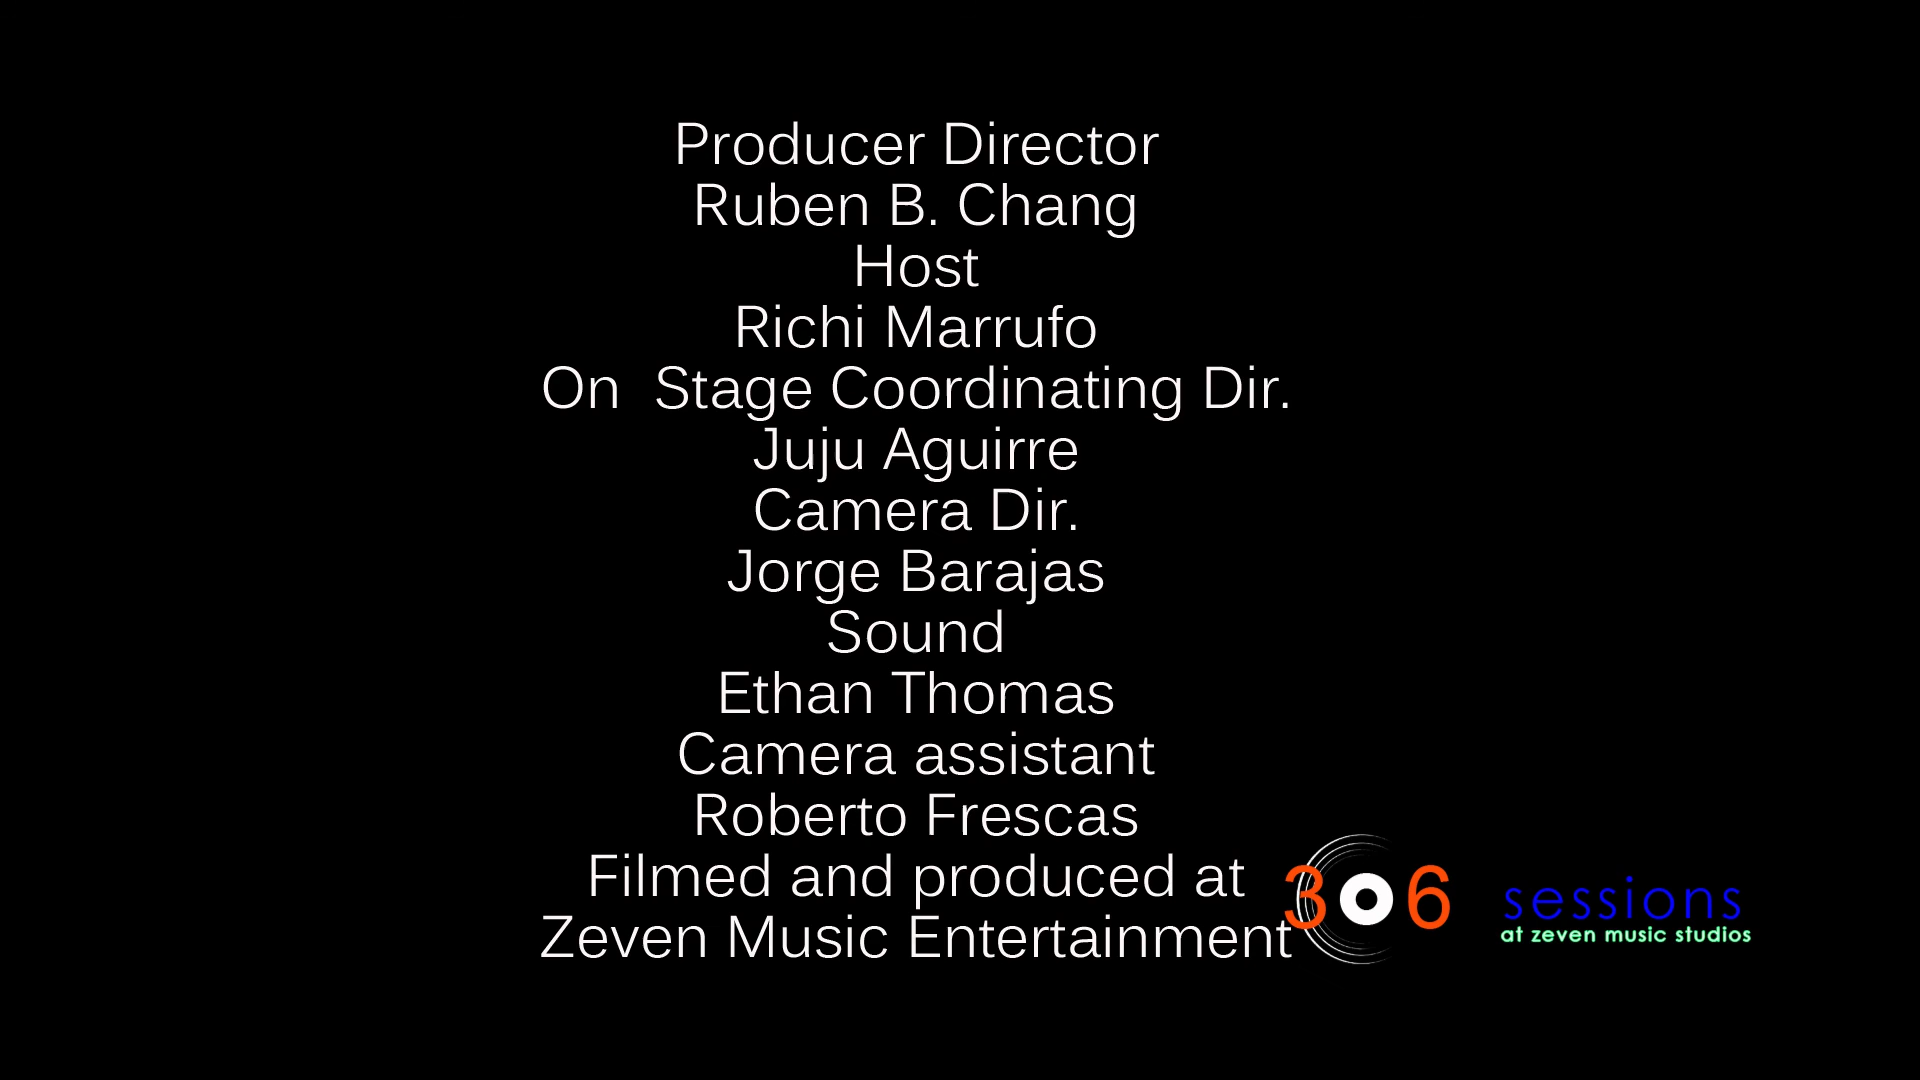 Producer Director
Ruben B. Chang
Host
Richi Marrufo
On  Stage Coordinating Dir.
Juju Aguirre
Camera Dir.
Jorge Barajas
Sound
Ethan Thomas
Camera assistant
Roberto Frescas
Filmed and produced at
Zeven Music Entertainment
306 sessions
at zeven music studios